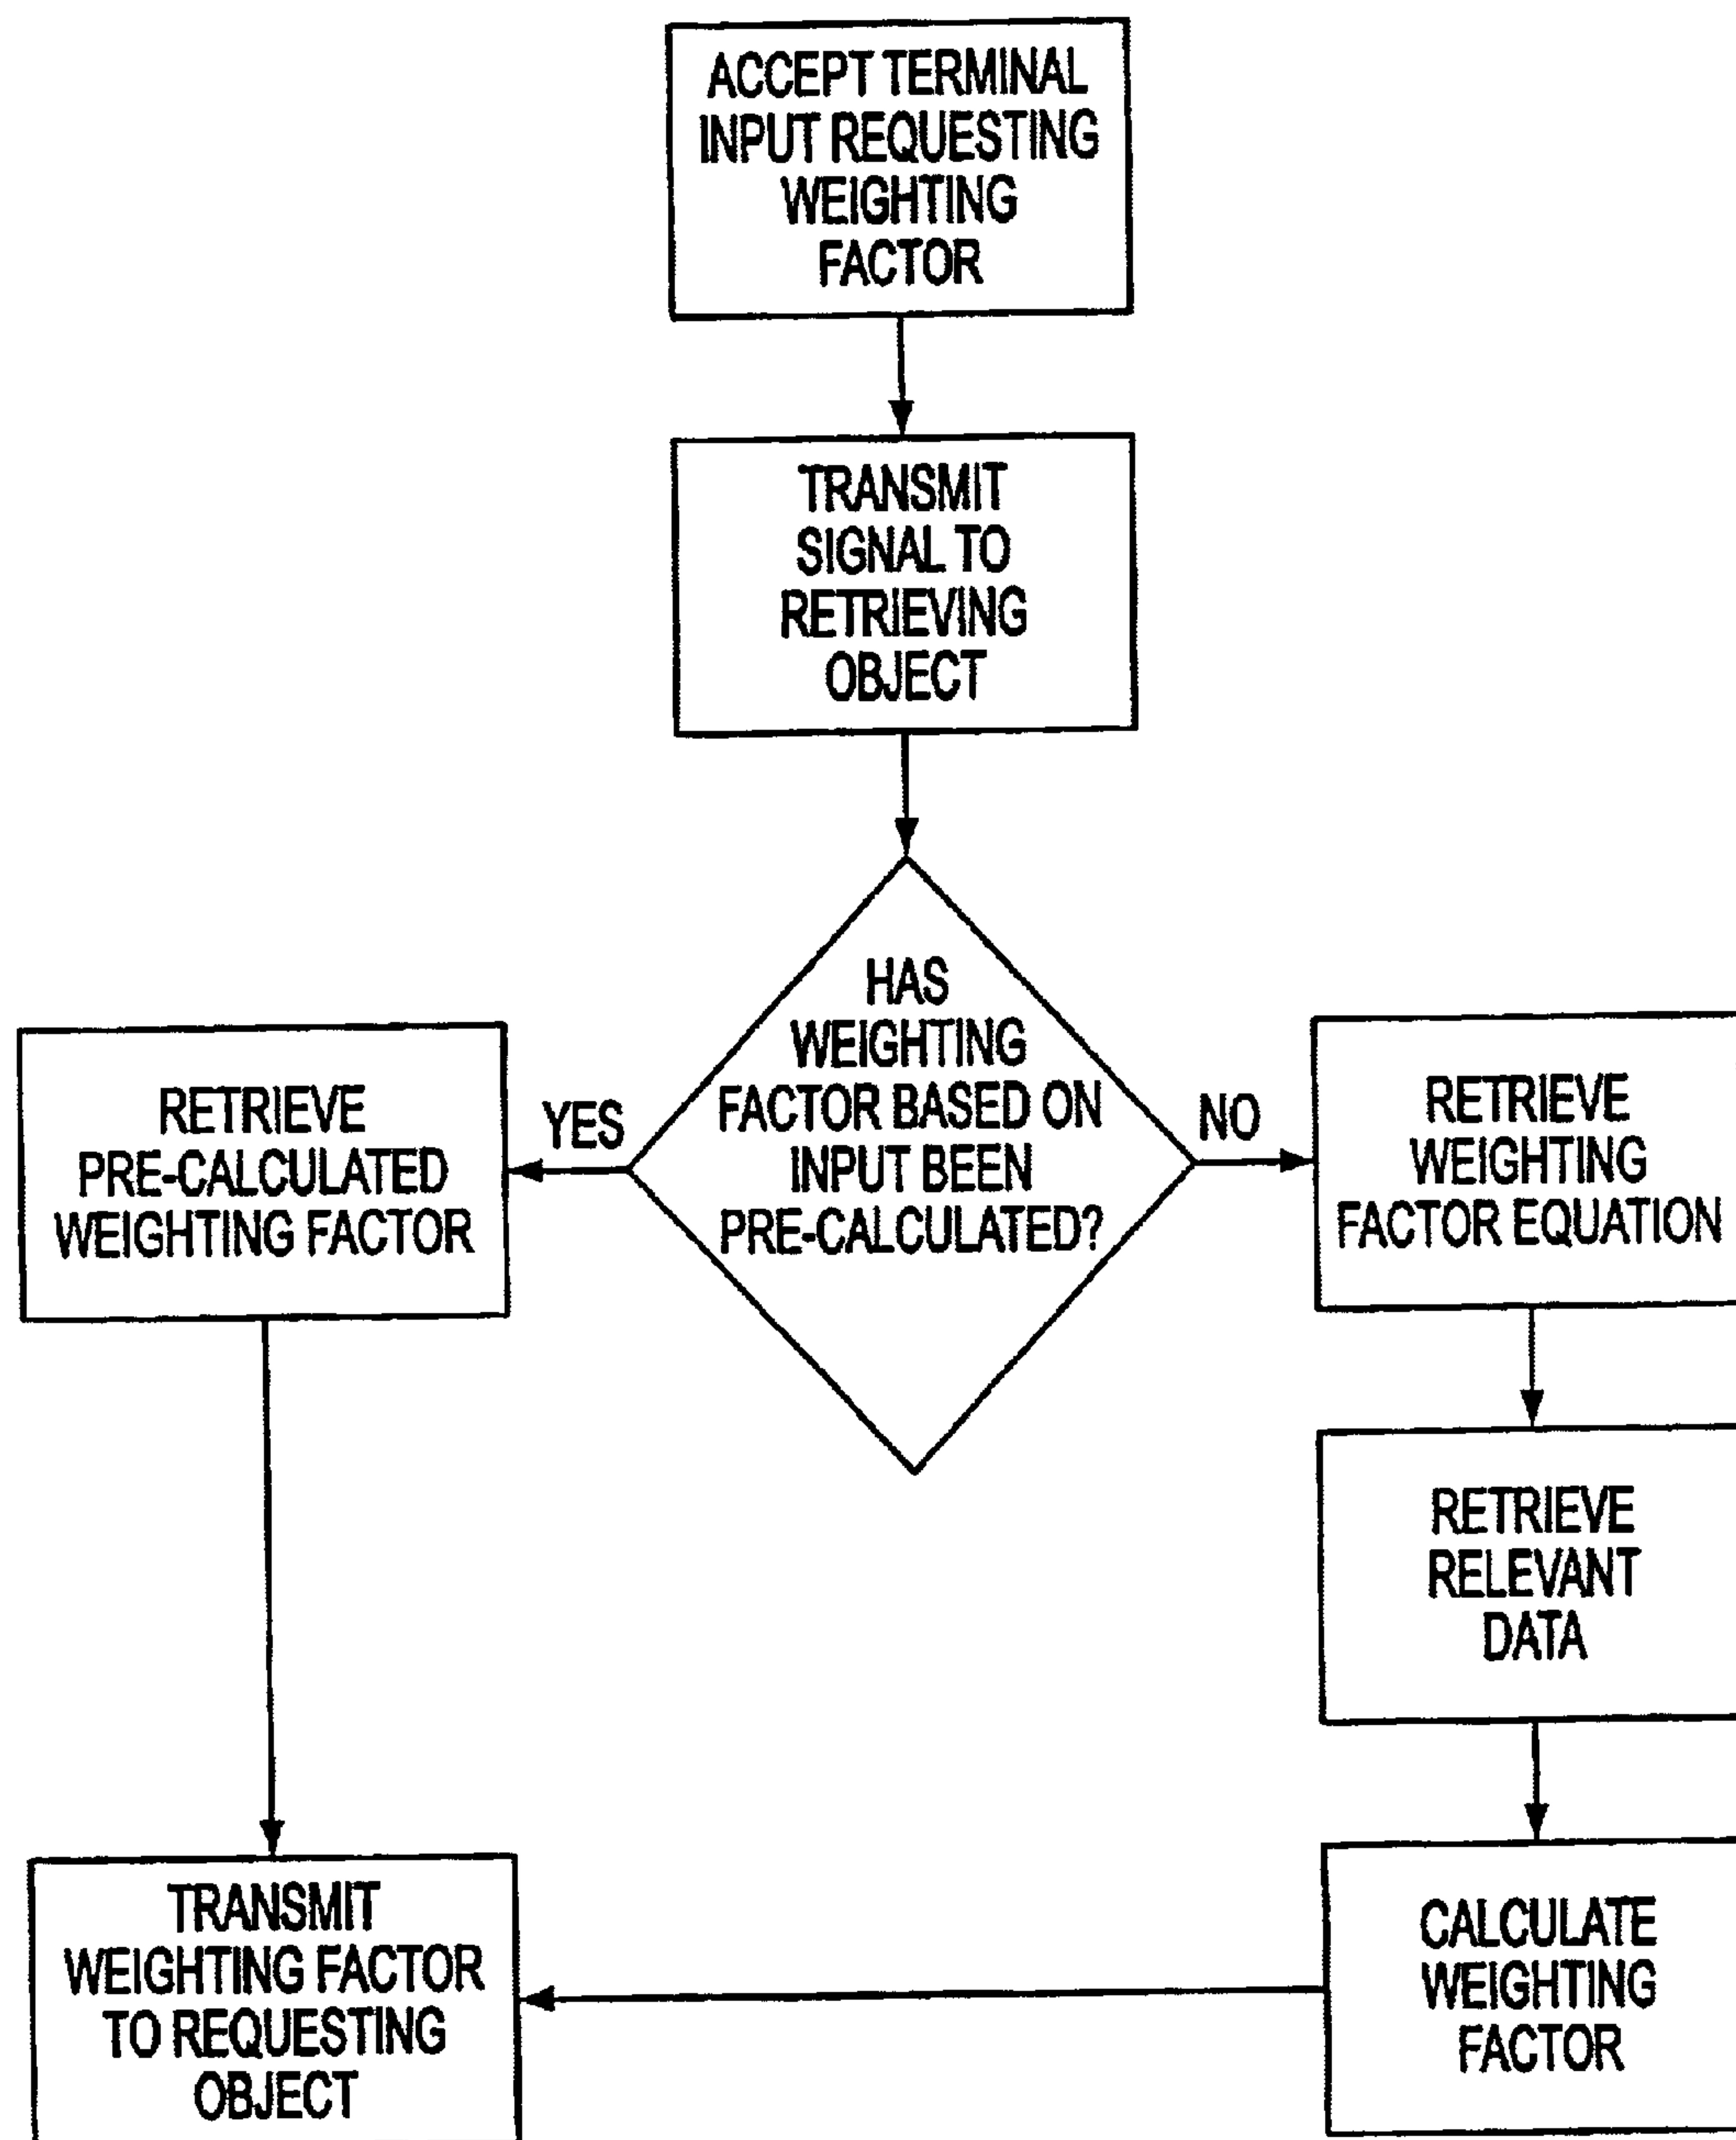 ACCEPT TERMINAL
INPUT REQUESTING
WEIGHTING
FACTOR
TRANSMIT
SIGNAL TO
RETRIEVING
OBJECT
HAS
WEIGHTING
FACTOR BASED ON
INPUT BEEN
PRE-CALCULATED?
YES
NO
RETRIEVE
PRE-CALCULATED
WEIGHTING FACTOR
RETRIEVE
WEIGHTING
FACTOR EQUATION
RETRIEVE
RELEVANT
DATA
CALCULATE
WEIGHTING
FACTOR
TRANSMIT
WEIGHTING FACTOR
TO REQUESTING
OBJECT